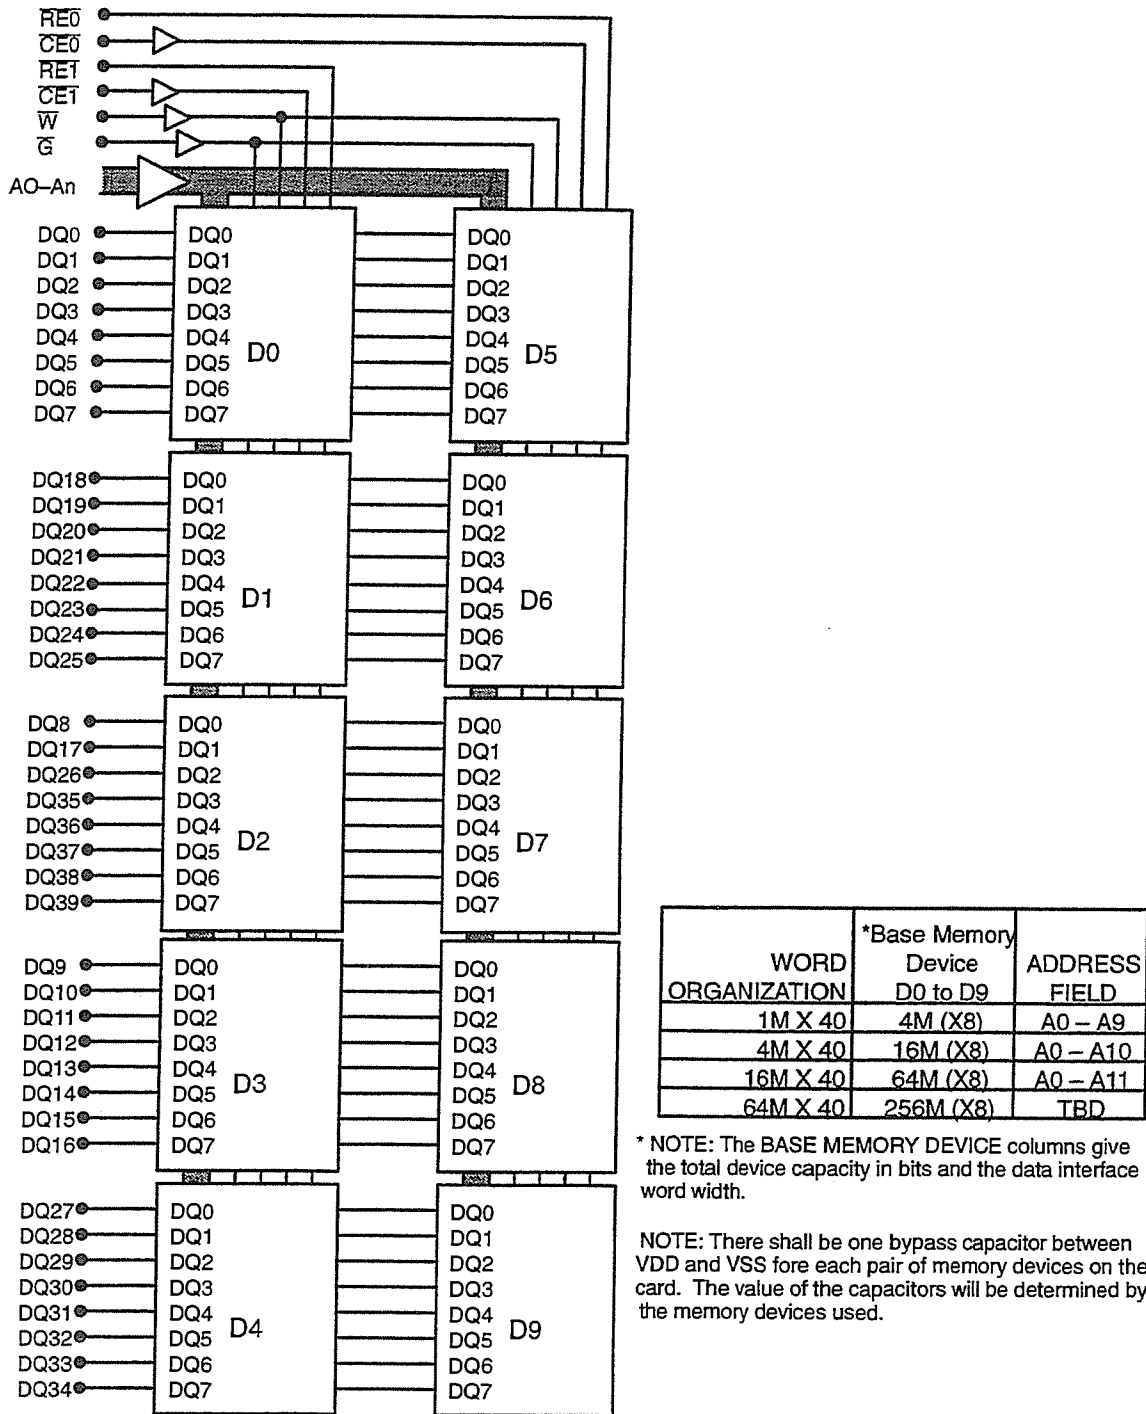 R̅E̅0̅
C̅E̅0̅
R̅E̅1̅
C̅E̅1̅
W̅
G̅
AO–An
DQ0 DQ0 DQ0
DQ1 DQ1 DQ1
DQ2 DQ2 DQ2
DQ3 DQ3 DQ3
DQ4 DQ4 DQ4
D0 D5
DQ5 DQ5 DQ5
DQ6 DQ6 DQ6
DQ7 DQ7 DQ7
DQ18 DQ0 DQ0
DQ19 DQ1 DQ1
DQ20 DQ2 DQ2
DQ21 DQ3 DQ3
DQ22 DQ4 DQ4
D1 D6
DQ23 DQ5 DQ5
DQ24 DQ6 DQ6
DQ25 DQ7 DQ7
DQ8 DQ0 DQ0
DQ17 DQ1 DQ1
DQ26 DQ2 DQ2
DQ35 DQ3 DQ3
DQ36 DQ4 DQ4
D2 D7
DQ37 DQ5 DQ5
DQ38 DQ6 DQ6
DQ39 DQ7 DQ7
DQ9 DQ0 DQ0
DQ10 DQ1 DQ1
DQ11 DQ2 DQ2
DQ12 DQ3 DQ3
DQ13 DQ4 DQ4
D3 D8
DQ14 DQ5 DQ5
DQ15 DQ6 DQ6
DQ16 DQ7 DQ7
DQ27 DQ0 DQ0
DQ28 DQ1 DQ1
DQ29 DQ2 DQ2
DQ30 DQ3 DQ3
DQ31 DQ4 DQ4
D4 D9
DQ32 DQ5 DQ5
DQ33 DQ6 DQ6
DQ34 DQ7 DQ7
*Base Memory
WORD Device ADDRESS
ORGANIZATION D0 to D9 FIELD
1M X 40 4M (X8) A0 – A9
4M X 40 16M (X8) A0 – A10
16M X 40 64M (X8) A0 – A11
64M X 40 256M (X8) TBD
* NOTE: The BASE MEMORY DEVICE columns give
the total device capacity in bits and the data interface
word width.
NOTE: There shall be one bypass capacitor between
VDD and VSS fore each pair of memory devices on the
card. The value of the capacitors will be determined by
the memory devices used.